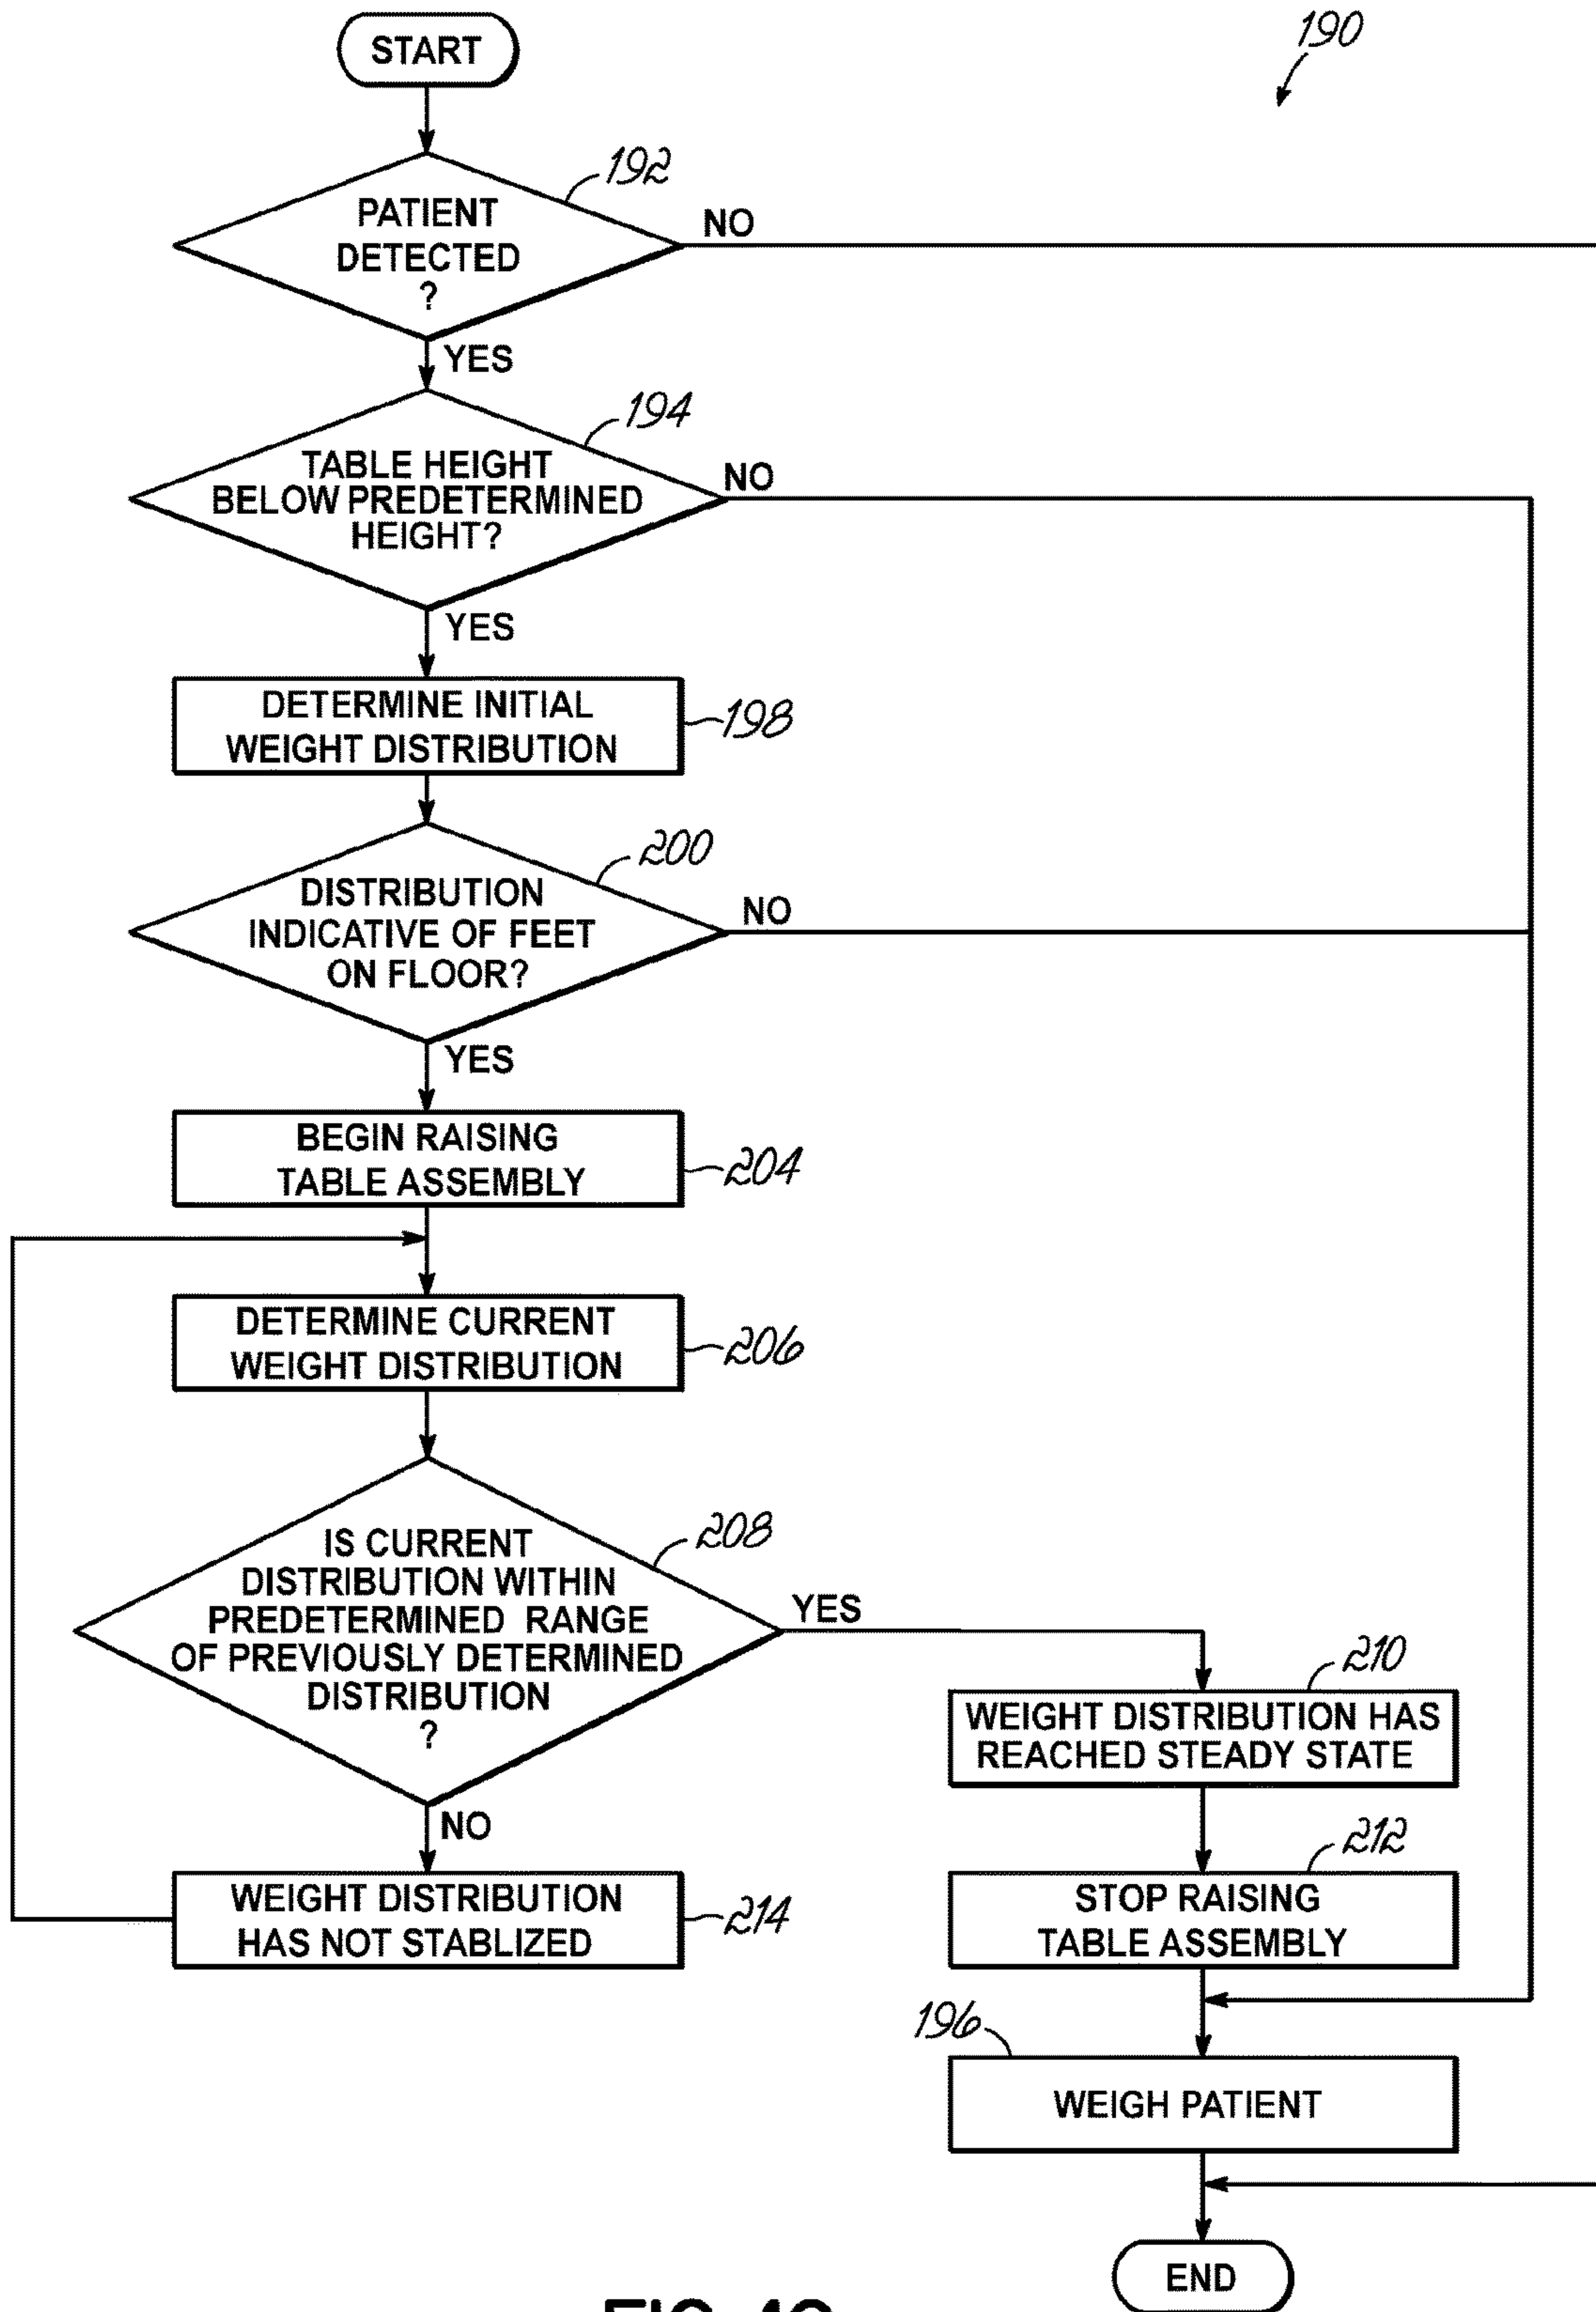 START
190
192
PATIENT
DETECTED
?
NO
YES
194
TABLE HEIGHT
BELOW PREDETERMINED
HEIGHT?
NO
YES
DETERMINE INITIAL
WEIGHT DISTRIBUTION
198
200
DISTRIBUTION
INDICATIVE OF FEET
ON FLOOR?
NO
YES
BEGIN RAISING
TABLE ASSEMBLY
204
DETERMINE CURRENT
WEIGHT DISTRIBUTION
206
208
IS CURRENT
DISTRIBUTION WITHIN
PREDETERMINED RANGE
OF PREVIOUSLY DETERMINED
DISTRIBUTION
?
YES
NO
210
WEIGHT DISTRIBUTION HAS
REACHED STEADY STATE
212
STOP RAISING
TABLE ASSEMBLY
WEIGHT DISTRIBUTION
HAS NOT STABLIZED
214
196
WEIGH PATIENT
END